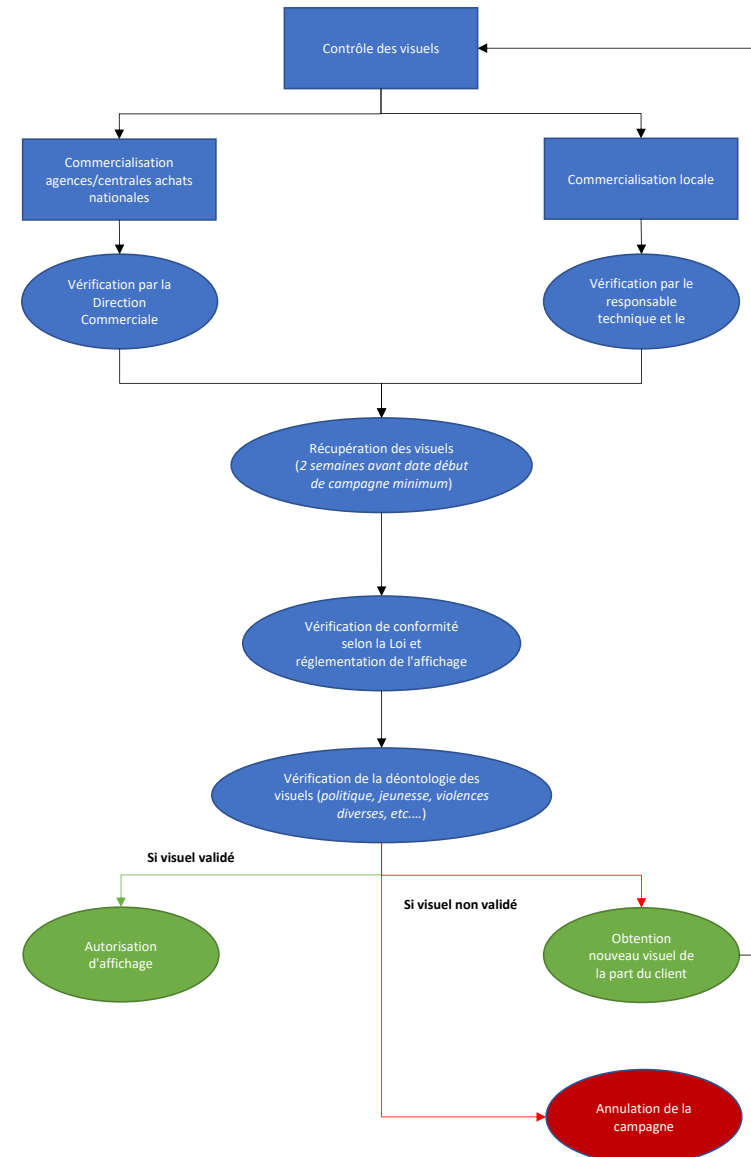 Contrôle des visuels
Commercialisation
agences/centrales achats
nationales
Commercialisation locale
Vérification par la
Direction
Commerciale
Vérification par le
responsable
technique et le
Récupération des visuels
(2 semaines avant date début
de campagne minimum)
Vérification de conformité
selon la Loi et
réglementation de l'affichage
Vérification de la déontologie des
visuels (politique, jeunesse, violences
diverses, etc.…)
Si visuel validé
Si visuel non validé
Autorisation
d'affichage
Obtention
nouveau visuel de
la part du client
Annulation de la
campagne